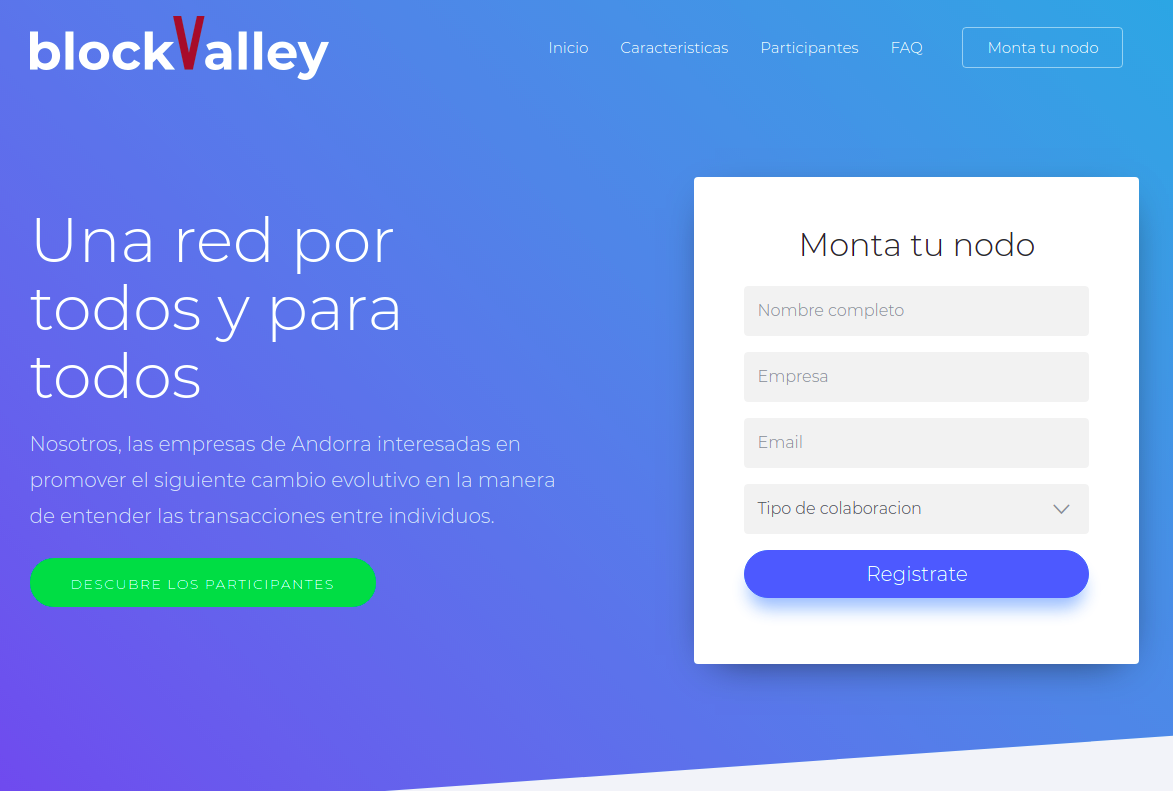 blockValley
Inicio
Caracteristicas
Participantes
FAQ
Monta tu nodo
Una red por
todos y para
todos
Nosotros, las empresas de Andorra interesadas en
promover el siguiente cambio evolutivo en la manera
de entender las transacciones entre individuos.
DESCUBRE LOS PARTICIPANTES
Monta tu nodo
Nombre completo
Empresa
Email
Tipo de colaboracion
Registrate